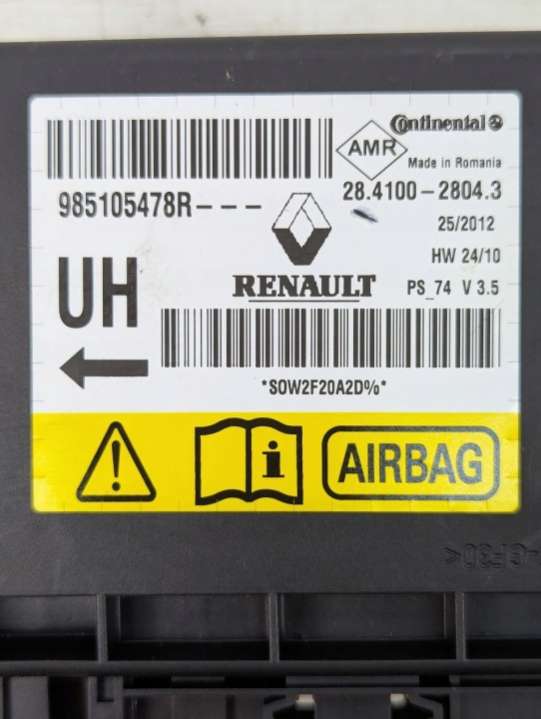 Continental
AMR
Made in Romania
985105478R---
28.4100-2804.3
25/2012
HW 24/10
UH
RENAULT
PS_74 V 3.5
*SOW2F20A2D%*
i
AIRBAG